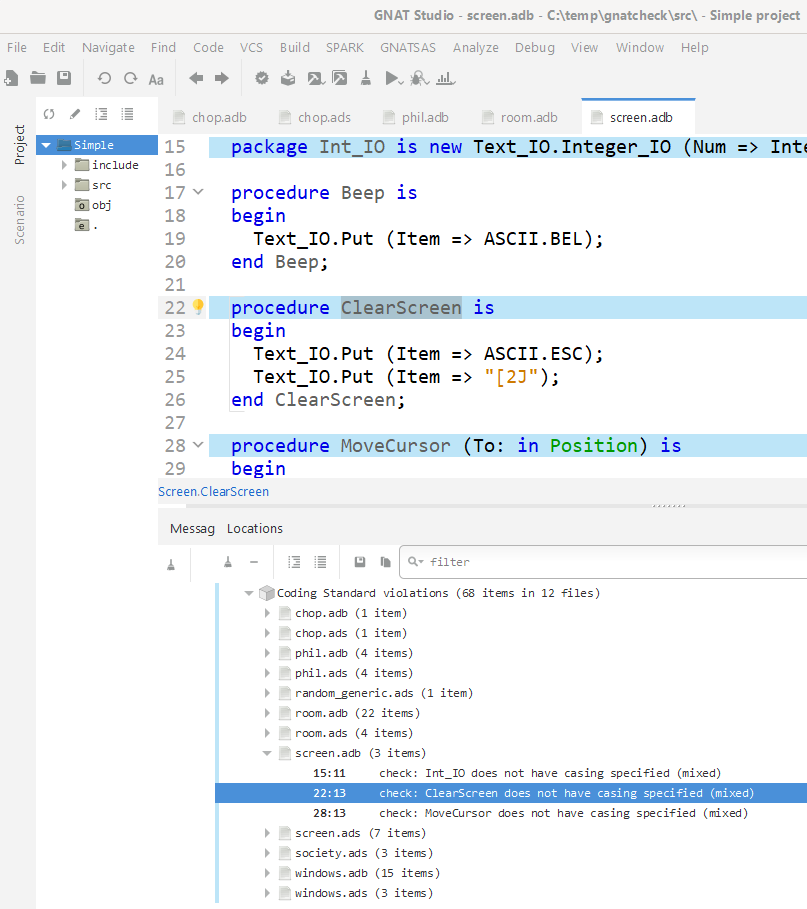 GNAT Studio - screen.adb - C:\temp\gnatcheck\src\ - Simple project
File Edit Navigate Find Code VCS Build SPARK GNATSAS Analyze Debug View Window Help
Aa
chop.adb chop.ads phil.adb room.adb screen.adb
Project
Scenario
Simple
include
src
obj
.
15 package Int_IO is new Text_IO.Integer_IO (Num => Inte
16
17 procedure Beep is
18 begin
19 Text_IO.Put (Item => ASCII.BEL);
20 end Beep;
21
22 procedure ClearScreen is
23 begin
24 Text_IO.Put (Item => ASCII.ESC);
25 Text_IO.Put (Item => "[2J");
26 end ClearScreen;
27
28 procedure MoveCursor (To: in Position) is
29 begin
Screen.ClearScreen
Messag Locations
filter
Coding Standard violations (68 items in 12 files)
chop.adb (1 item)
chop.ads (1 item)
phil.adb (4 items)
phil.ads (4 items)
random_generic.ads (1 item)
room.adb (22 items)
room.ads (4 items)
screen.adb (3 items)
15:11 check: Int_IO does not have casing specified (mixed)
22:13 check: ClearScreen does not have casing specified (mixed)
28:13 check: MoveCursor does not have casing specified (mixed)
screen.ads (7 items)
society.ads (3 items)
windows.adb (15 items)
windows.ads (3 items)